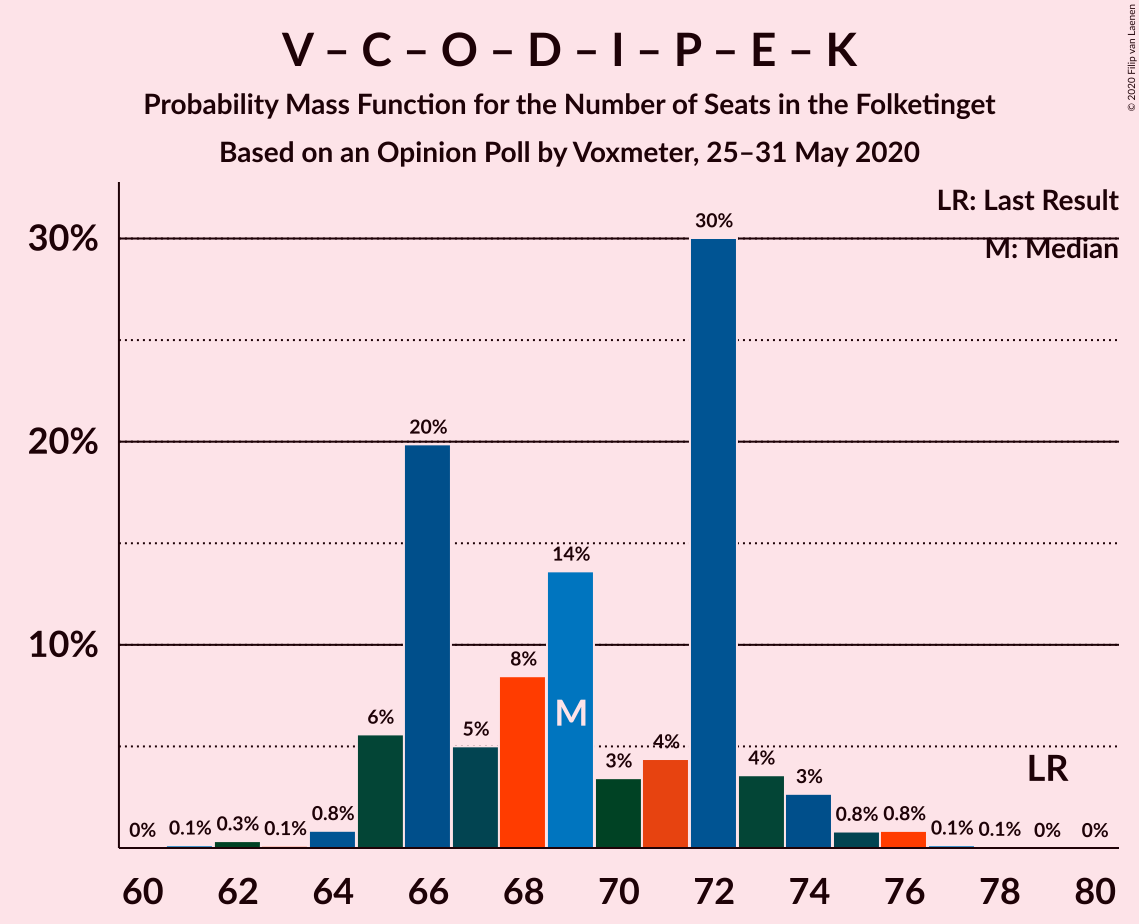 V – C – O – D – I – P – E – K
Probability Mass Function for the Number of Seats in the Folketinget
Based on an Opinion Poll by Voxmeter, 25–31 May 2020
© 2020 Filip van Laenen
LR: Last Result
M: Median
30%
20%
10%
0%
0.1%
0.3%
0.1%
0.8%
6%
20%
5%
8%
14%
3%
4%
30%
4%
3%
0.8%
0.8%
0.1%
0.1%
0%
0%
M
LR
60 62 64 66 68 70 72 74 76 78 80